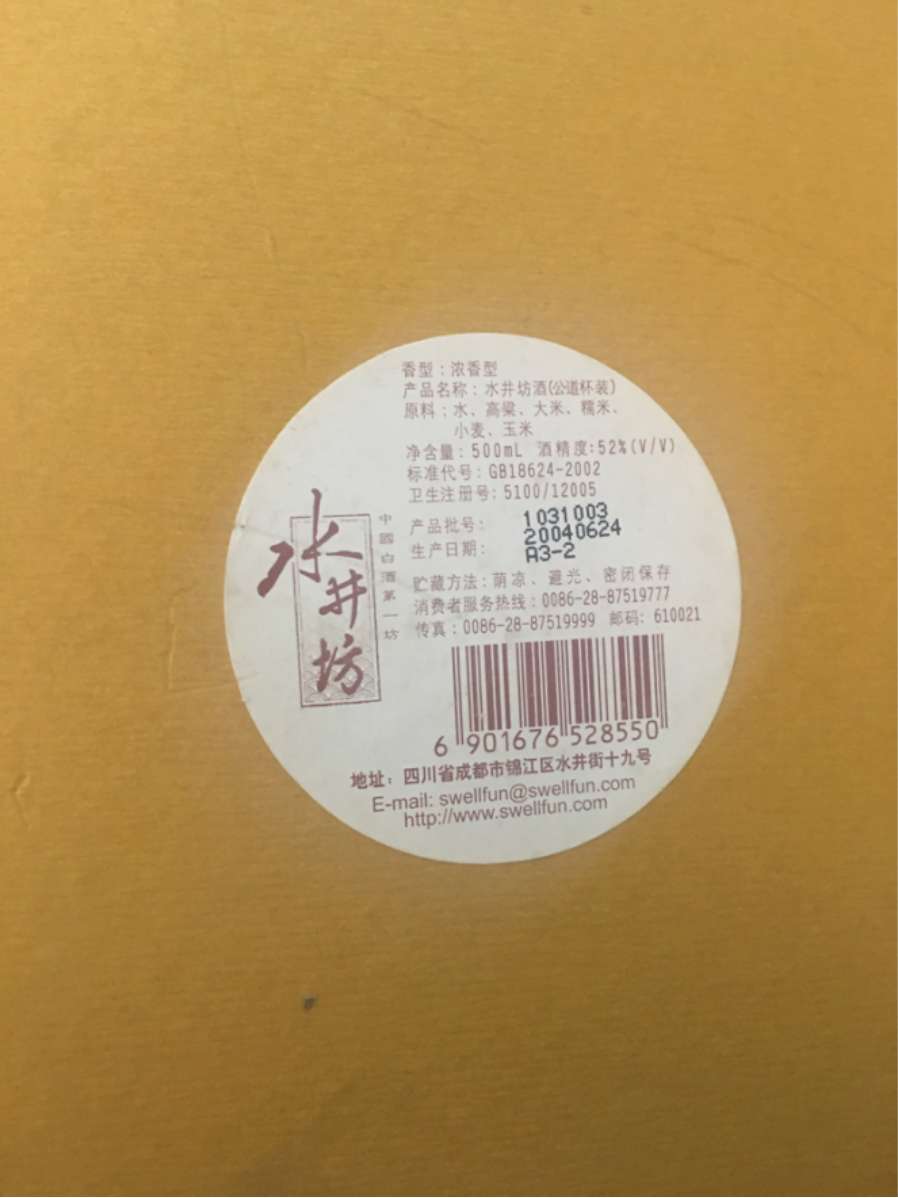 香型：浓香型
产品名称：水井坊酒(公道杯装)
原料；水、高粱、大米、糯米、
小麦、玉米
净含量：500mL 酒精度:52%(V/V)
标准代号：GB18624-2002
卫生注册号：5100/12005
产品批号： 1031003
20040624
生产日期： A3-2
贮藏方法：荫凉、避光、密闭保存
消费者服务热线：0086-28-87519777
传真：0086-28-87519999 邮码：610021
水井坊
中國白酒第一坊
6 901676 528550
地址：四川省成都市锦江区水井街十九号
E-mail: swellfun@swellfun.com
http://www.swellfun.com